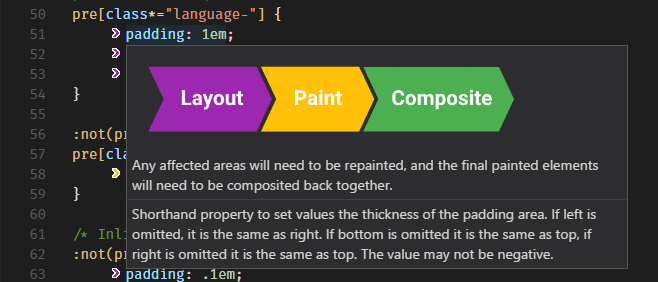 50 pre[class*="language-"] {
51 padding: 1em;
52
53
54 }
55
56 :not(pr
57 pre[cla
58
59 }
60
61 /* Inli
62 :not(pr
63 padding: .1em;
Layout Paint Composite
Any affected areas will need to be repainted, and the final painted elements
will need to be composited back together.
Shorthand property to set values the thickness of the padding area. If left is
omitted, it is the same as right. If bottom is omitted it is the same as top, if
right is omitted it is the same as top. The value may not be negative.